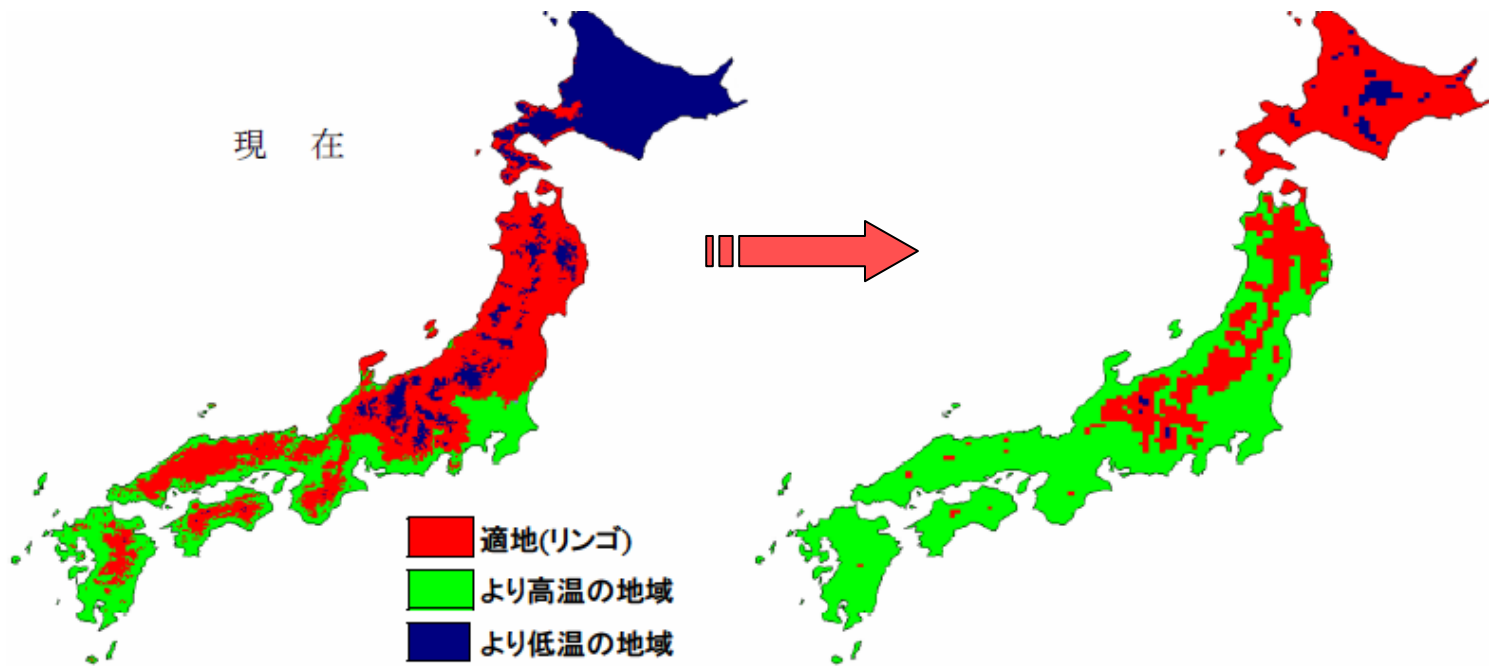 現 在
適地(リンゴ)
より高温の地域
より低温の地域